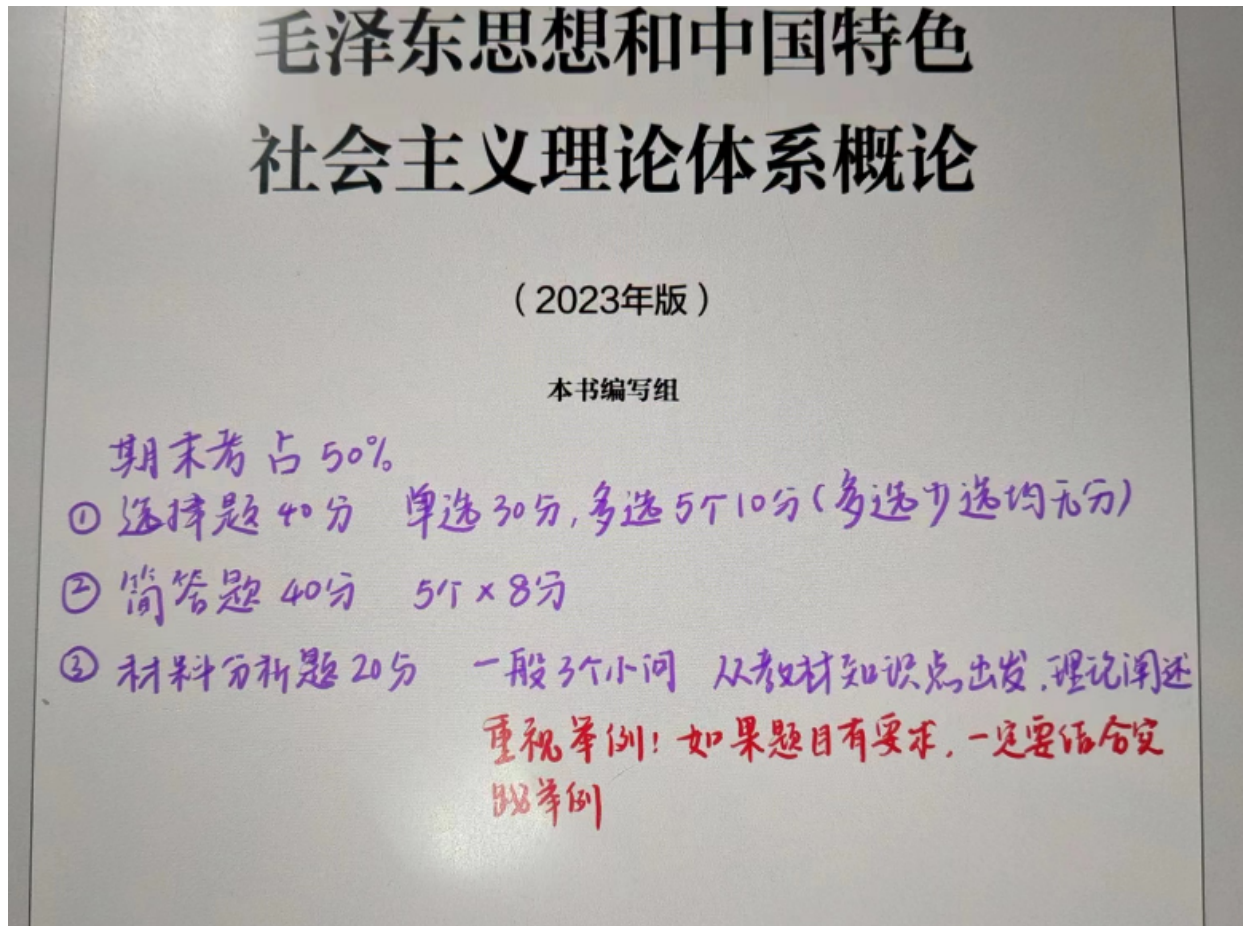 毛泽东思想和中国特色
社会主义理论体系概论
（2023年版）
本书编写组
期末考占50%
① 选择题40分 单选30分,多选5个10分(多选少选均无分)
② 简答题40分 5个×8分
③ 材料分析题20分 一般3个小问 从教材知识点出发,理论阐述
重视举例! 如果题目有要求,一定要结合实
践举例